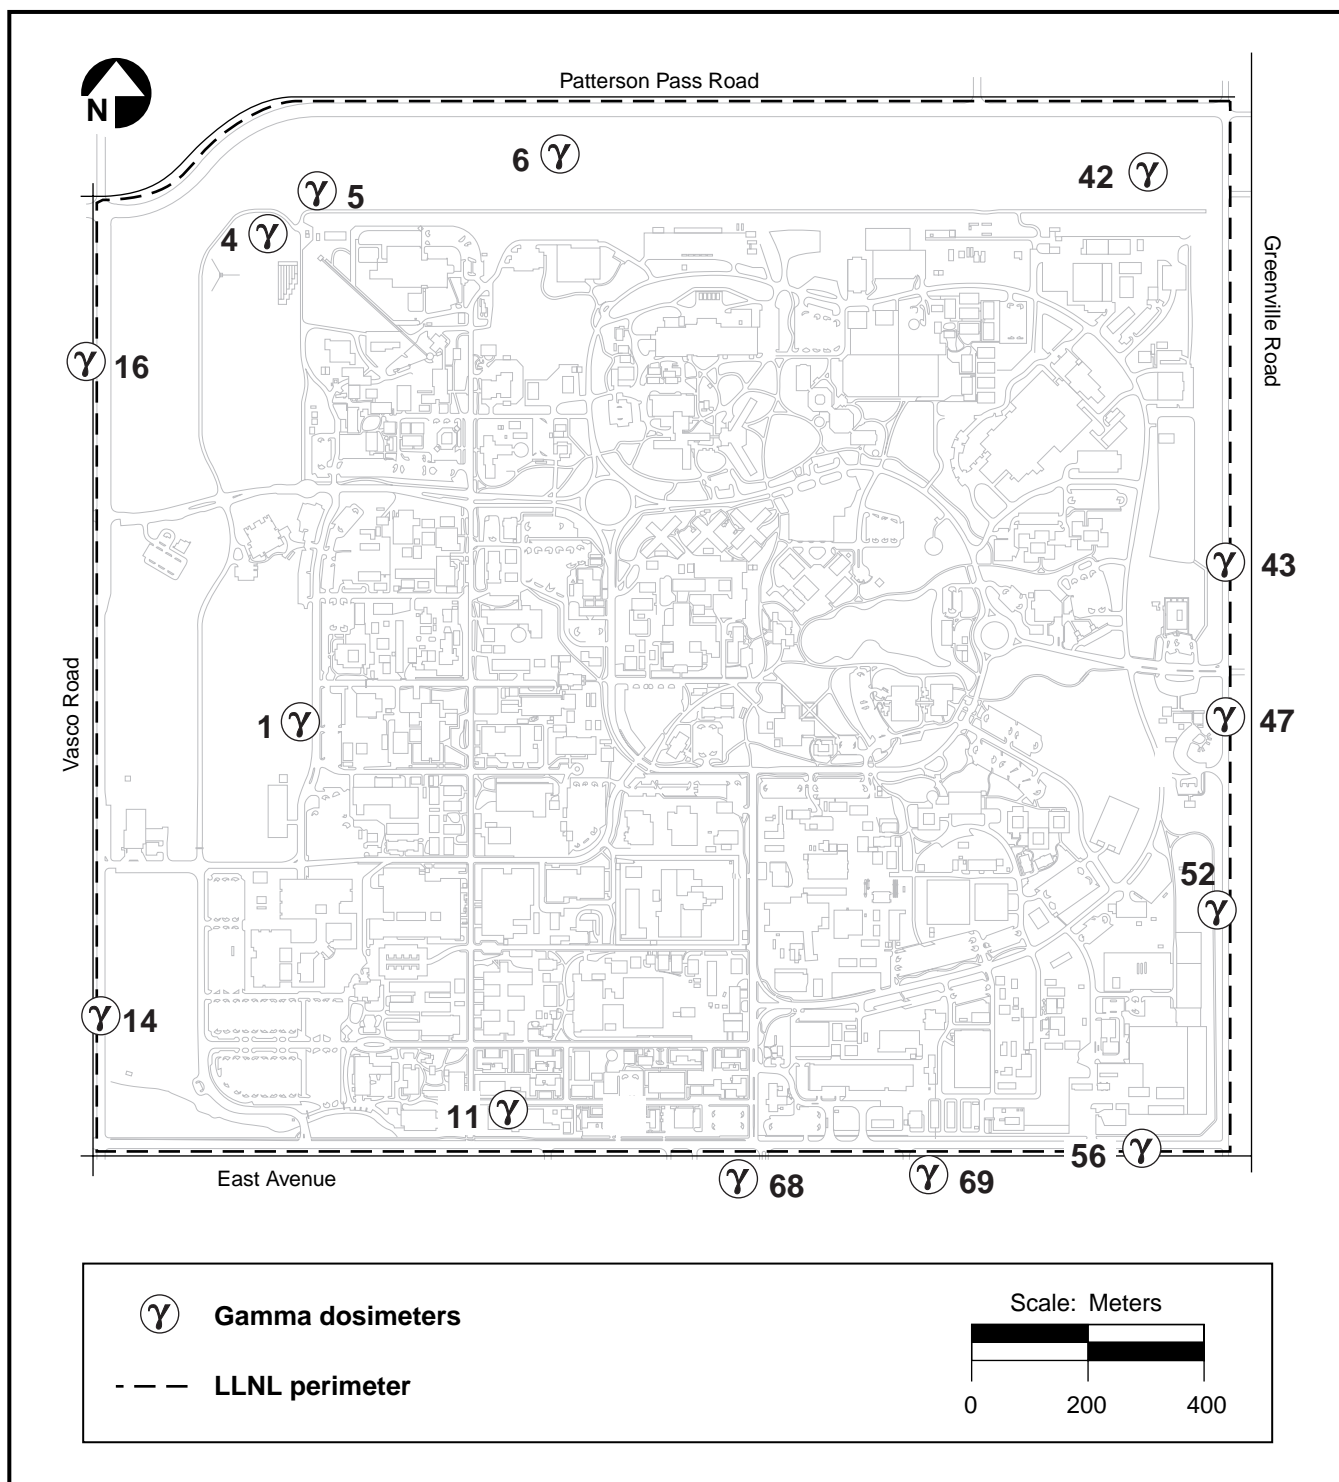 Patterson Pass Road
N
γ
6
γ
42
γ
5
γ
4
Greenville Road
γ
16
γ
43
Vasco Road
γ
47
1
γ
52
γ
γ
14
11
γ
56
γ
East Avenue
γ
68
γ
69
γ
Gamma dosimeters
Scale: Meters
LLNL perimeter
0 200 400